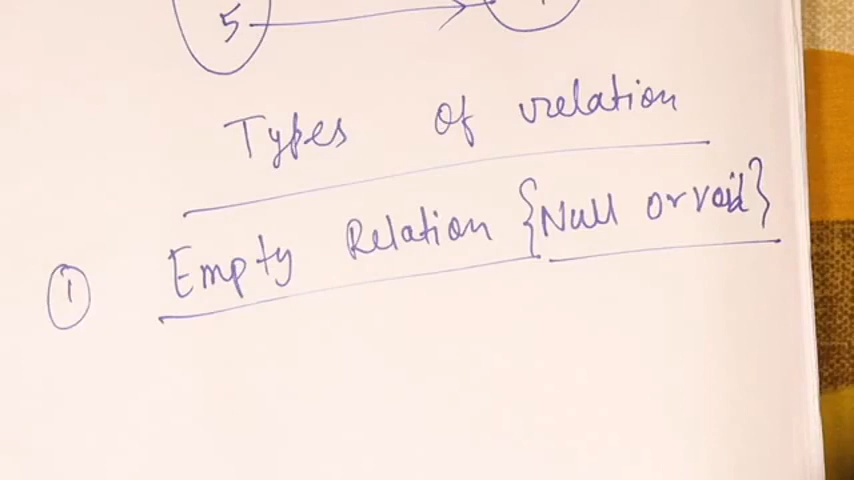 5
Types of relation
① Empty Relation {Null or void}